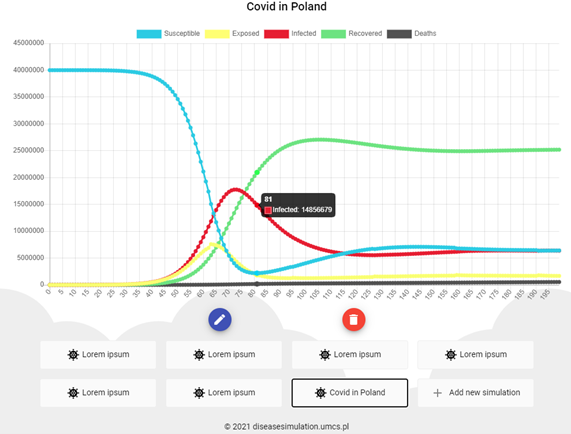 Covid in Poland
Susceptible Exposed Infected Recovered Deaths
45000000
40000000
35000000
30000000
25000000
20000000
15000000
10000000
5000000
0
81
Infected: 14856679
0 5 10 15 20 25 30 35 40 45 50 55 60 65 70 75 80 85 90 95 100 105 110 115 120 125 130 135 140 145 150 155 160 165 170 175 180 185 190 195
Lorem ipsum Lorem ipsum Lorem ipsum Lorem ipsum
Lorem ipsum Lorem ipsum Covid in Poland + Add new simulation
© 2021 diseasesimulation.umcs.pl